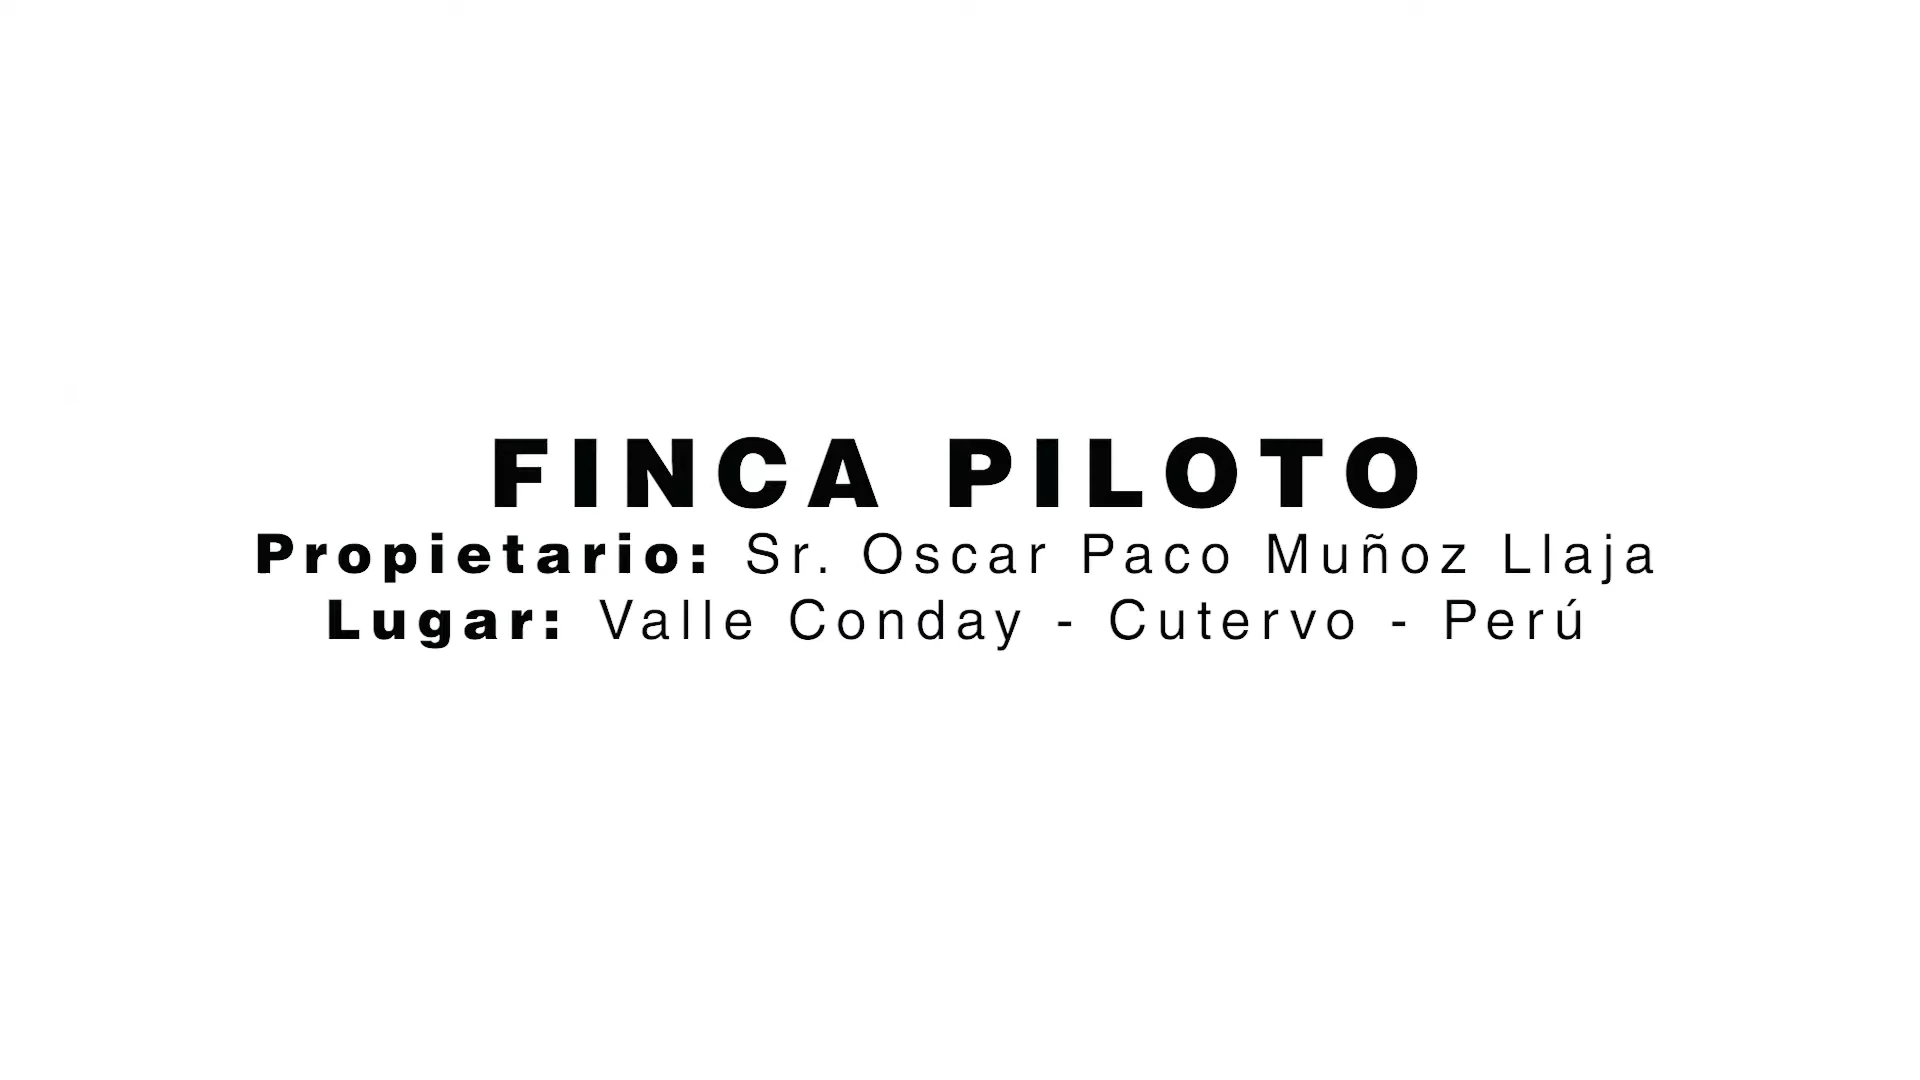 FINCA PILOTO
Propietario: Sr. Oscar Paco Muñoz Llaja
Lugar: Valle Conday - Cutervo - Perú